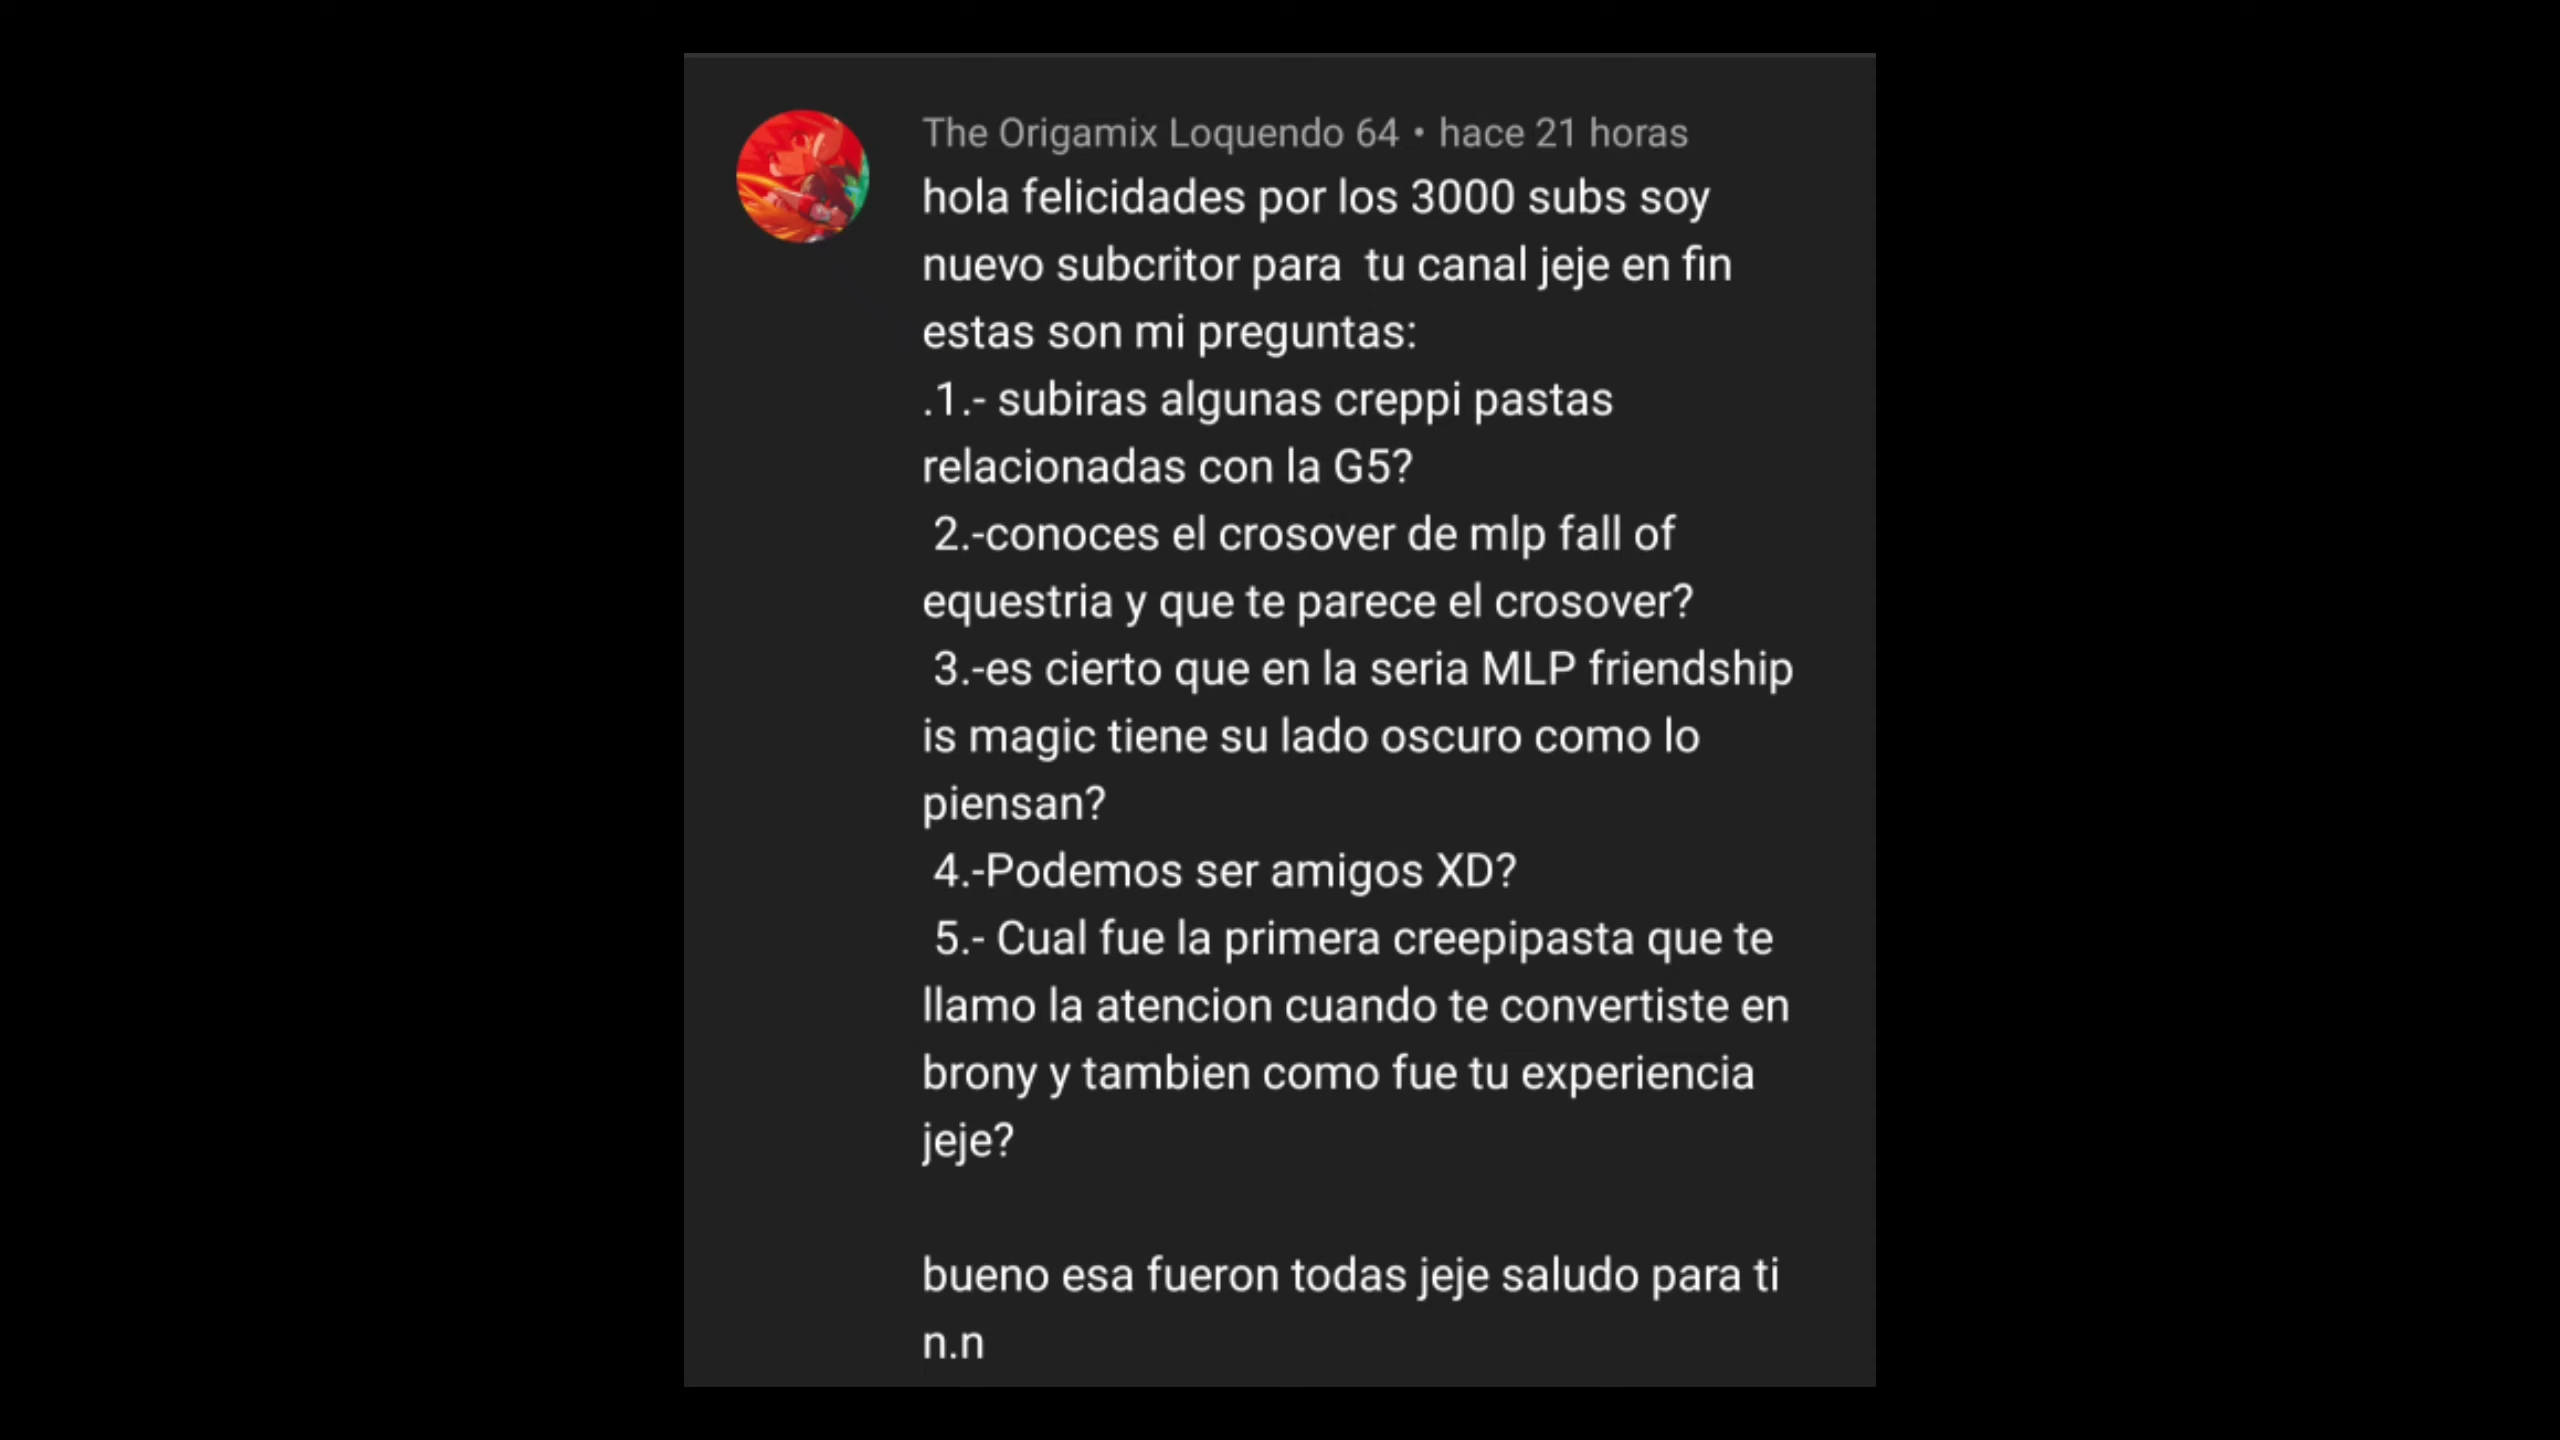 The Origamix Loquendo 64 • hace 21 horas
hola felicidades por los 3000 subs soy
nuevo subcritor para  tu canal jeje en fin
estas son mi preguntas:
.1.- subiras algunas creppi pastas
relacionadas con la G5?
2.-conoces el crosover de mlp fall of
equestria y que te parece el crosover?
3.-es cierto que en la seria MLP friendship
is magic tiene su lado oscuro como lo
piensan?
4.-Podemos ser amigos XD?
5.- Cual fue la primera creepipasta que te
llamo la atencion cuando te convertiste en
brony y tambien como fue tu experiencia
jeje?
bueno esa fueron todas jeje saludo para ti
n.n